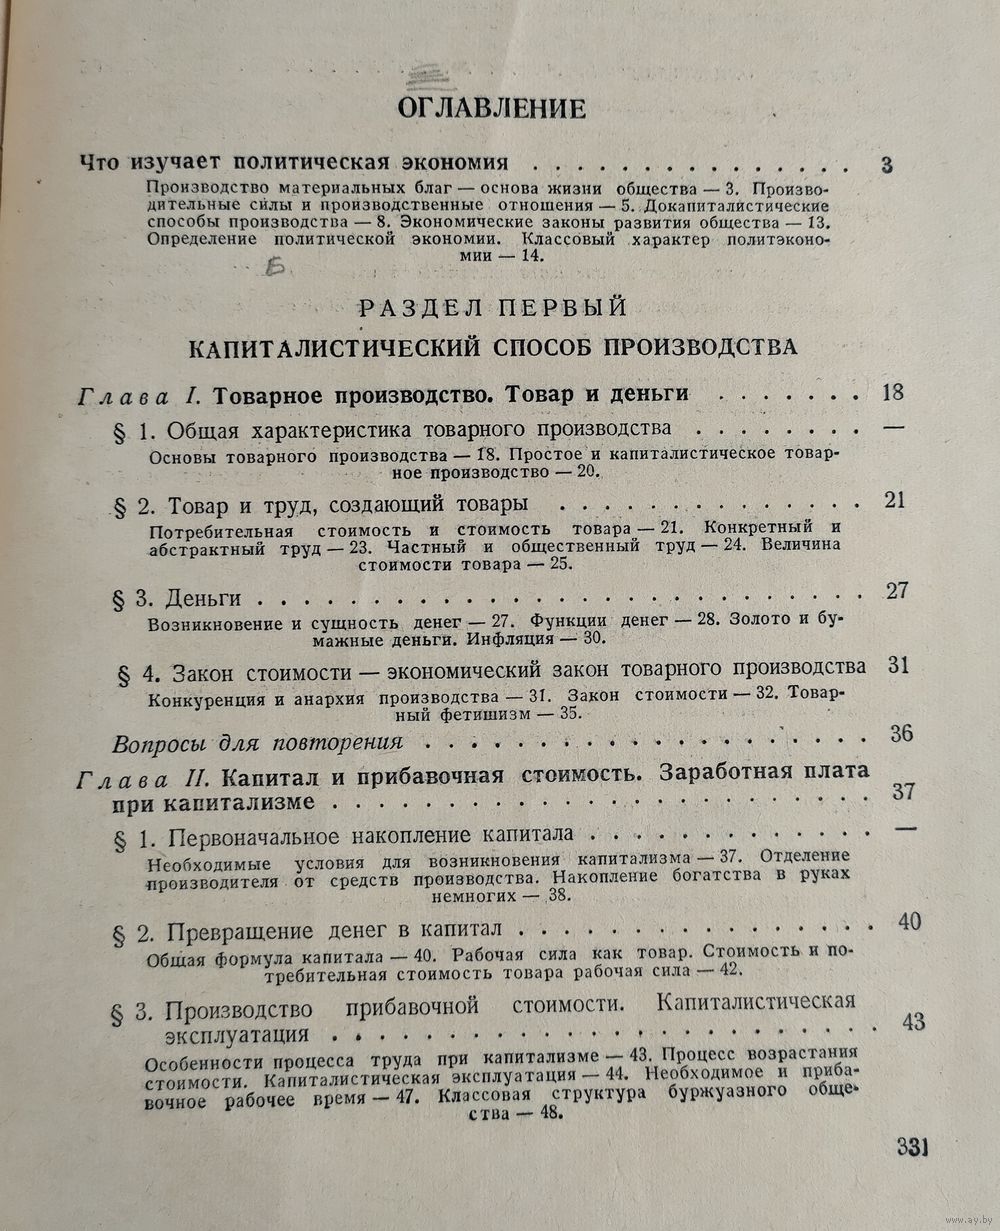 ОГЛАВЛЕНИЕ
Что изучает политическая экономия . . . . . . . . . . . . . . . 3
Производство материальных благ — основа жизни общества — 3. Произво-
дительные силы и производственные отношения — 5. Докапиталистические
способы производства — 8. Экономические законы развития общества — 13.
Определение политической экономии. Классовый характер политэконо-
мии — 14.
Б
РАЗДЕЛ ПЕРВЫЙ
КАПИТАЛИСТИЧЕСКИЙ СПОСОБ ПРОИЗВОДСТВА
Глава I. Товарное производство. Товар и деньги . . . . . . . 18
§ 1. Общая характеристика товарного производства . . . . . . . . —
Основы товарного производства — 18. Простое и капиталистическое товар-
ное производство — 20.
§ 2. Товар и труд, создающий товары . . . . . . . . . . . . . . 21
Потребительная стоимость и стоимость товара — 21. Конкретный и
абстрактный труд — 23. Частный и общественный труд — 24. Величина
стоимости товара — 25.
§ 3. Деньги . . . . . . . . . . . . . . . . . . . . . . . . . . 27
Возникновение и сущность денег — 27. Функции денег — 28. Золото и бу-
мажные деньги. Инфляция — 30.
§ 4. Закон стоимости — экономический закон товарного производства 31
Конкуренция и анархия производства — 31. Закон стоимости — 32. Товар-
ный фетишизм — 35.
Вопросы для повторения . . . . . . . . . . . . . . . . . . . . 36
Глава II. Капитал и прибавочная стоимость. Заработная плата
при капитализме . . . . . . . . . . . . . . . . . . . . . . . . 37
§ 1. Первоначальное накопление капитала . . . . . . . . . . . . —
Необходимые условия для возникновения капитализма — 37. Отделение
производителя от средств производства. Накопление богатства в руках
немногих — 38.
§ 2. Превращение денег в капитал . . . . . . . . . . . . . . . 40
Общая формула капитала — 40. Рабочая сила как товар. Стоимость и по-
требительная стоимость товара рабочая сила — 42.
§ 3. Производство прибавочной стоимости. Капиталистическая
эксплуатация . . . . . . . . . . . . . . . . . . . . . . . 43
Особенности процесса труда при капитализме — 43. Процесс возрастания
стоимости. Капиталистическая эксплуатация — 44. Необходимое и приба-
вочное рабочее время — 47. Классовая структура буржуазного обще-
ства — 48.
331
www.ay.by